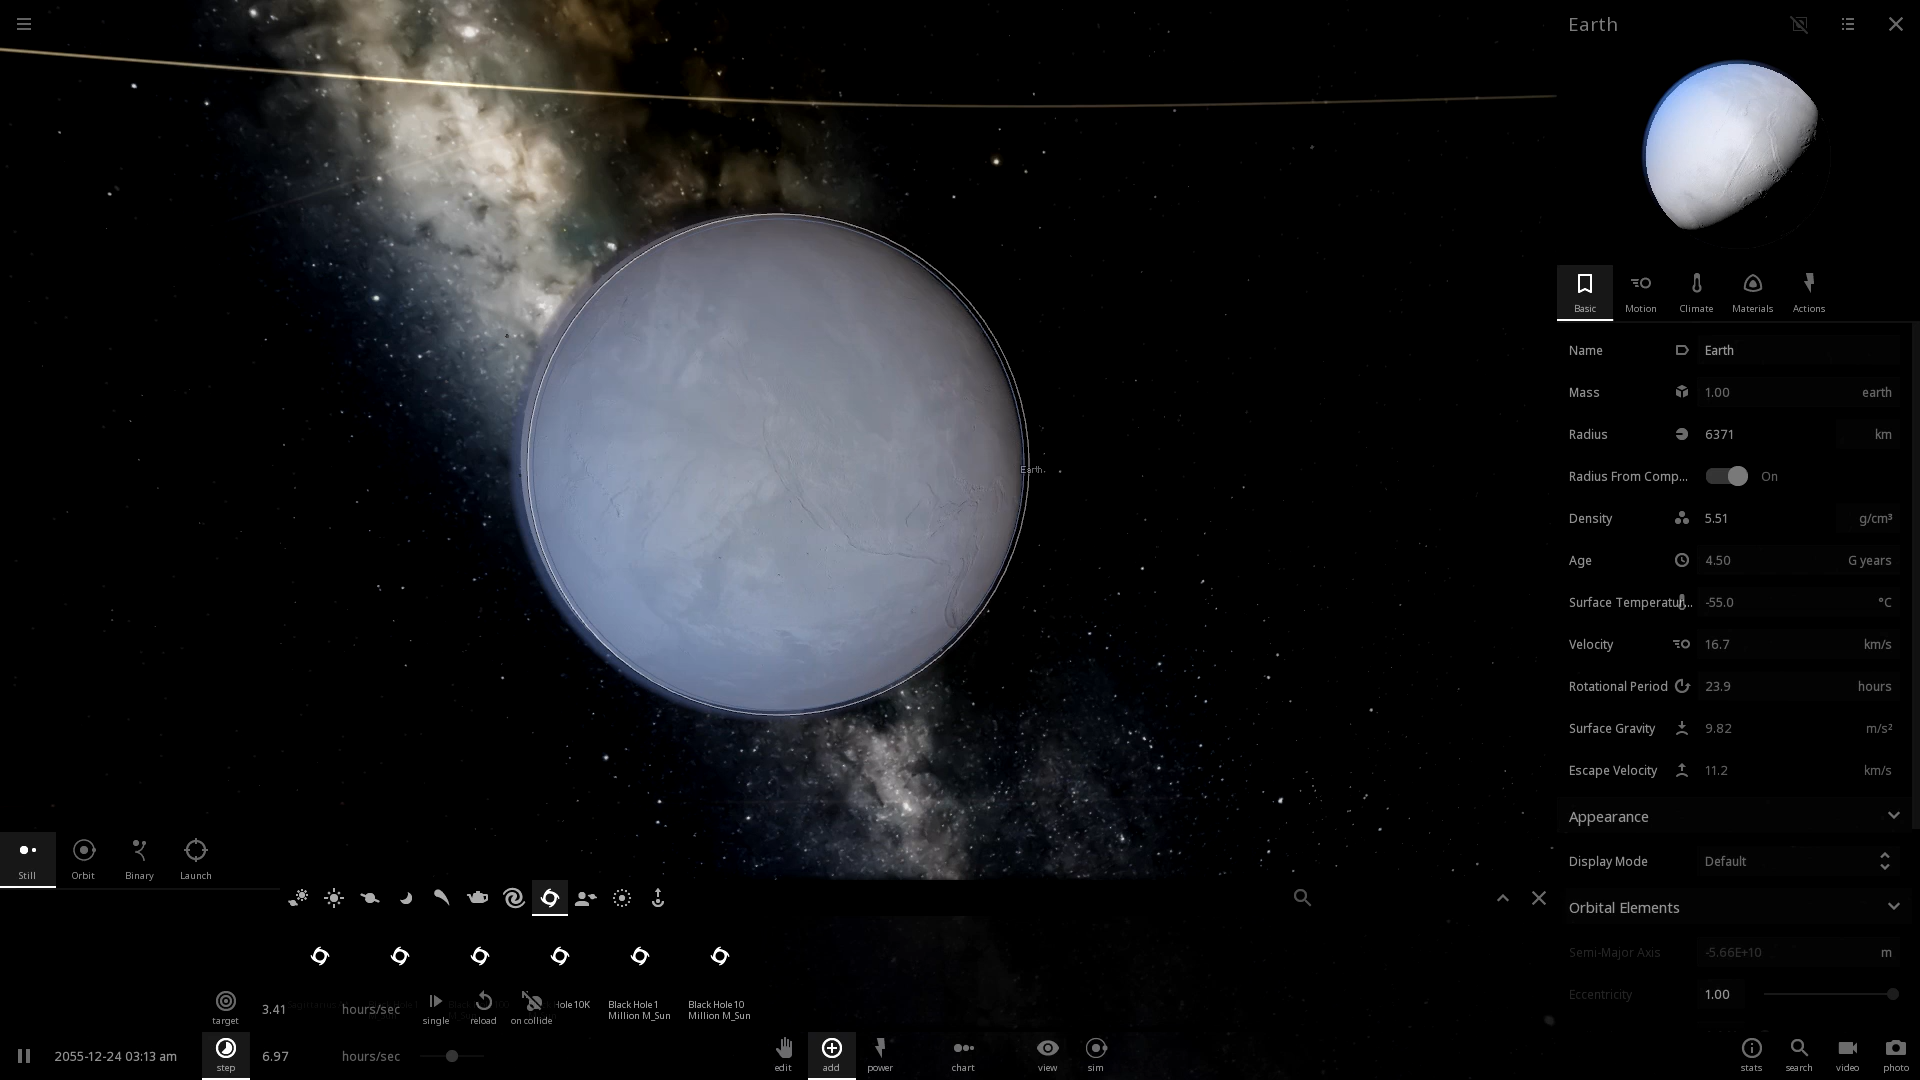 Earth
Basic
Motion
Climate
Materials
Actions
Name
Earth
Mass
1.00
earth
Radius
6371
km
Radius From Comp...
On
Density
5.51
g/cm³
Age
4.50
G years
Surface Temperatur...
-55.0
°C
Velocity
16.7
km/s
Rotational Period
23.9
hours
Surface Gravity
9.82
m/s²
Escape Velocity
11.2
km/s
Appearance
Display Mode
Default
Orbital Elements
Semi-Major Axis
-5.66E+10
m
Eccentricity
1.00
Earth
Still
Orbit
Binary
Launch
Hole 10K
Black Hole 1
Million M_Sun
Black Hole 10
Million M_Sun
target
3.41
hours/sec
single
reload
on collide
2055-12-24 03:13 am
step
6.97
hours/sec
edit
add
power
chart
view
sim
stats
search
video
photo